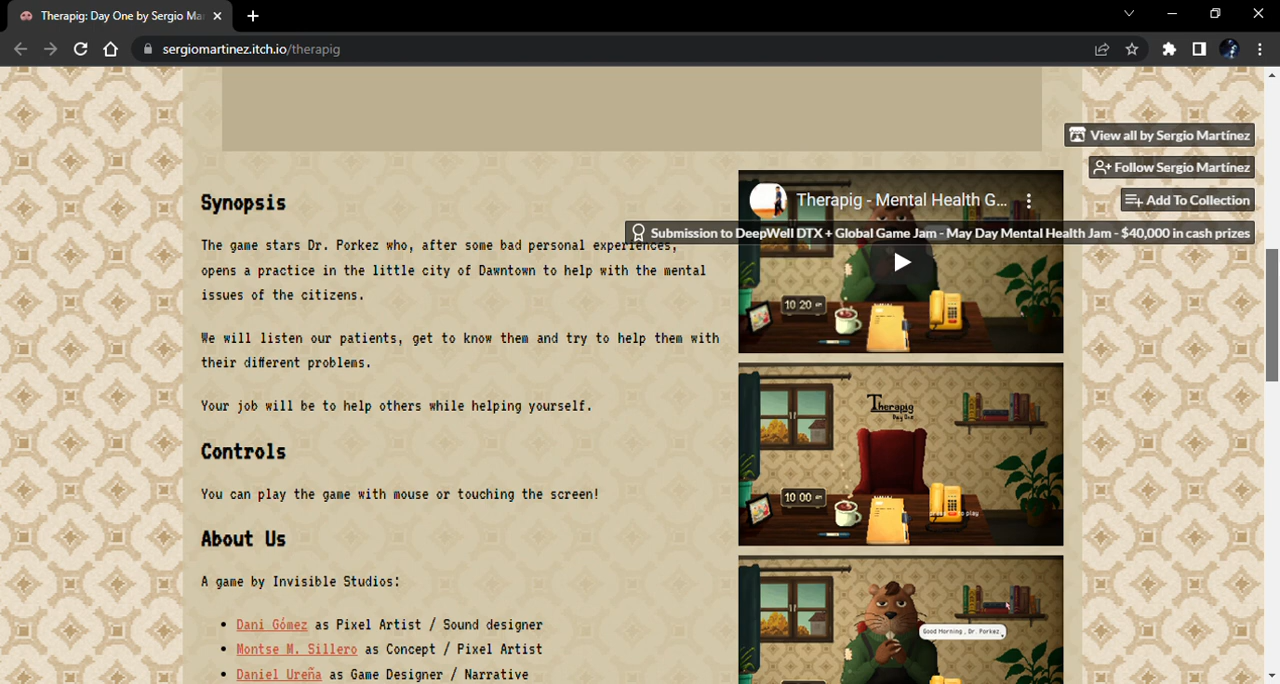 Therapig: Day One by Sergio Ma
sergiomartinez.itch.io/therapig
View all by Sergio Martínez
Follow Sergio Martínez
Add To Collection
Submission to DeepWell DTX + Global Game Jam - May Day Mental Health Jam - $40,000 in cash prizes
Synopsis
The game stars Dr. Porkez who, after some bad personal experiences,
opens a practice in the little city of Dawntown to help with the mental
issues of the citizens.
We will listen our patients, get to know them and try to help them with
their different problems.
Your job will be to help others while helping yourself.
Controls
You can play the game with mouse or touching the screen!
About Us
A game by Invisible Studios:
• Dani Gómez as Pixel Artist / Sound designer
• Montse M. Sillero as Concept / Pixel Artist
• Daniel Ureña as Game Designer / Narrative
Therapig - Mental Health G...
10 20 AM
Therapig
Day One
10 00 AM
to play
Good Morning, Dr. Porkez.